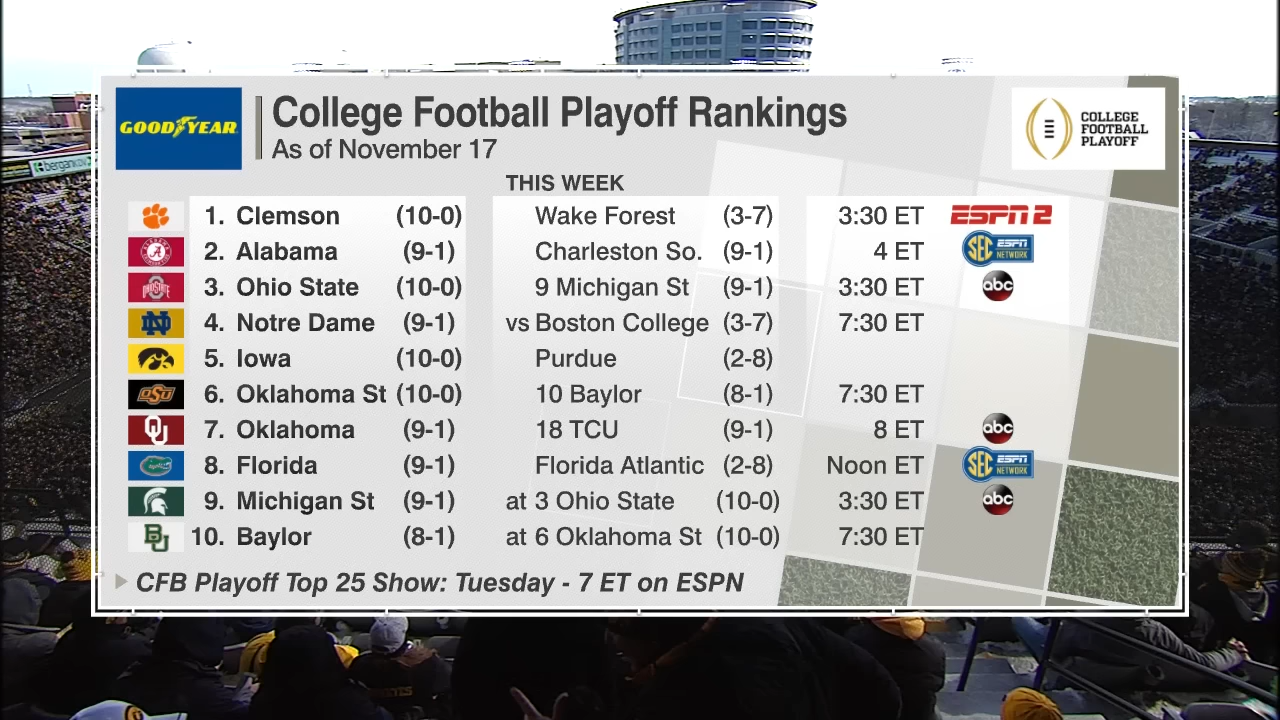 GOODYEAR
College Football Playoff Rankings
As of November 17
COLLEGE
FOOTBALL
PLAYOFF
THIS WEEK
1. Clemson (10-0) Wake Forest (3-7) 3:30 ET ESPN 2
2. Alabama (9-1) Charleston So. (9-1) 4 ET SEC ESPN NETWORK
3. Ohio State (10-0) 9 Michigan St (9-1) 3:30 ET abc
4. Notre Dame (9-1) vs Boston College (3-7) 7:30 ET
5. Iowa (10-0) Purdue (2-8)
6. Oklahoma St (10-0) 10 Baylor (8-1) 7:30 ET
7. Oklahoma (9-1) 18 TCU (9-1) 8 ET abc
8. Florida (9-1) Florida Atlantic (2-8) Noon ET SEC ESPN NETWORK
9. Michigan St (9-1) at 3 Ohio State (10-0) 3:30 ET abc
10. Baylor (8-1) at 6 Oklahoma St (10-0) 7:30 ET
CFB Playoff Top 25 Show: Tuesday - 7 ET on ESPN